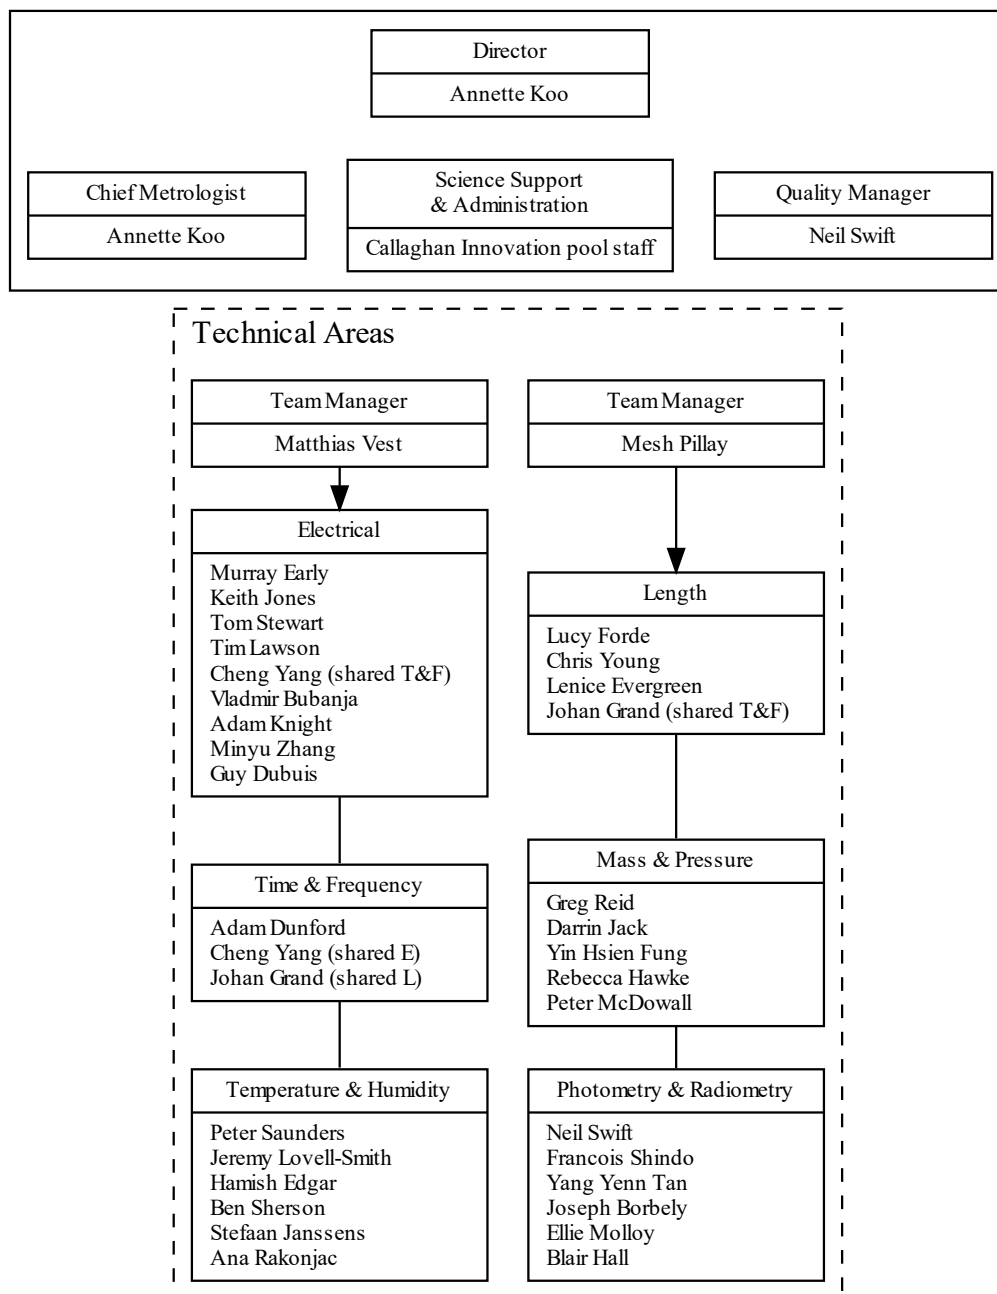 Director
Annette Koo
Chief Metrologist
Annette Koo
Science Support
& Administration
Callaghan Innovation pool staff
Quality Manager
Neil Swift
Technical Areas
Team Manager
Matthias Vest
Electrical
Murray Early
Keith Jones
Tom Stewart
Tim Lawson
Cheng Yang (shared T&F)
Vladmir Bubanja
Adam Knight
Minyu Zhang
Guy Dubuis
Time & Frequency
Adam Dunford
Cheng Yang (shared E)
Johan Grand (shared L)
Temperature & Humidity
Peter Saunders
Jeremy Lovell-Smith
Hamish Edgar
Ben Sherson
Stefaan Janssens
Ana Rakonjac
Team Manager
Mesh Pillay
Length
Lucy Forde
Chris Young
Lenice Evergreen
Johan Grand (shared T&F)
Mass & Pressure
Greg Reid
Darrin Jack
Yin Hsien Fung
Rebecca Hawke
Peter McDowall
Photometry & Radiometry
Neil Swift
Francois Shindo
Yang Yenn Tan
Joseph Borbely
Ellie Molloy
Blair Hall